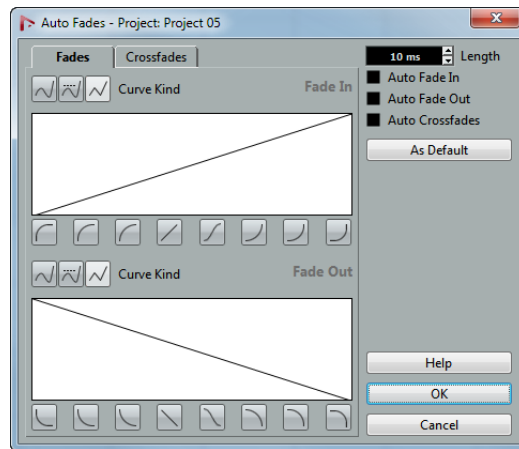 Auto Fades - Project: Project 05
Fades
Crossfades
Curve Kind
Fade In
Curve Kind
Fade Out
10 ms
Length
Auto Fade In
Auto Fade Out
Auto Crossfades
As Default
Help
OK
Cancel